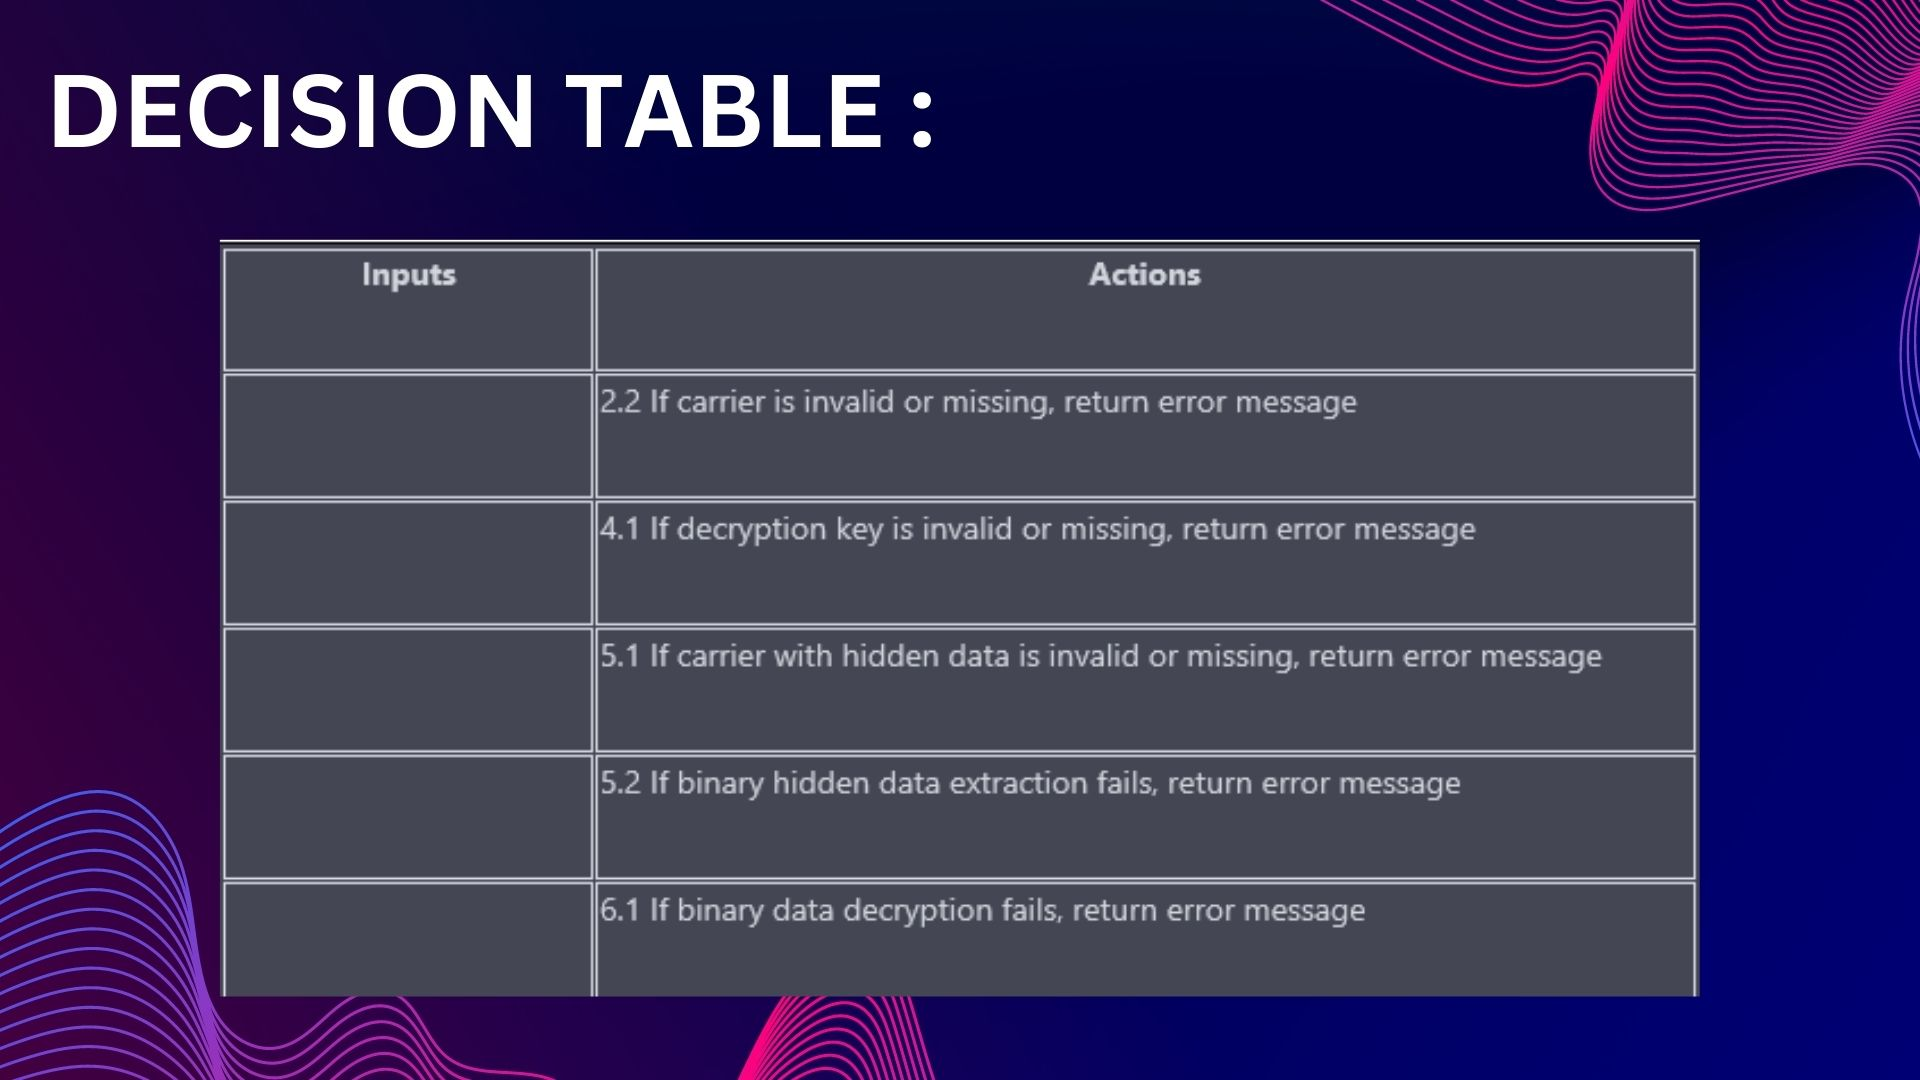 DECISION TABLE :
Inputs
Actions
2.2 If carrier is invalid or missing, return error message
4.1 If decryption key is invalid or missing, return error message
5.1 If carrier with hidden data is invalid or missing, return error message
5.2 If binary hidden data extraction fails, return error message
6.1 If binary data decryption fails, return error message